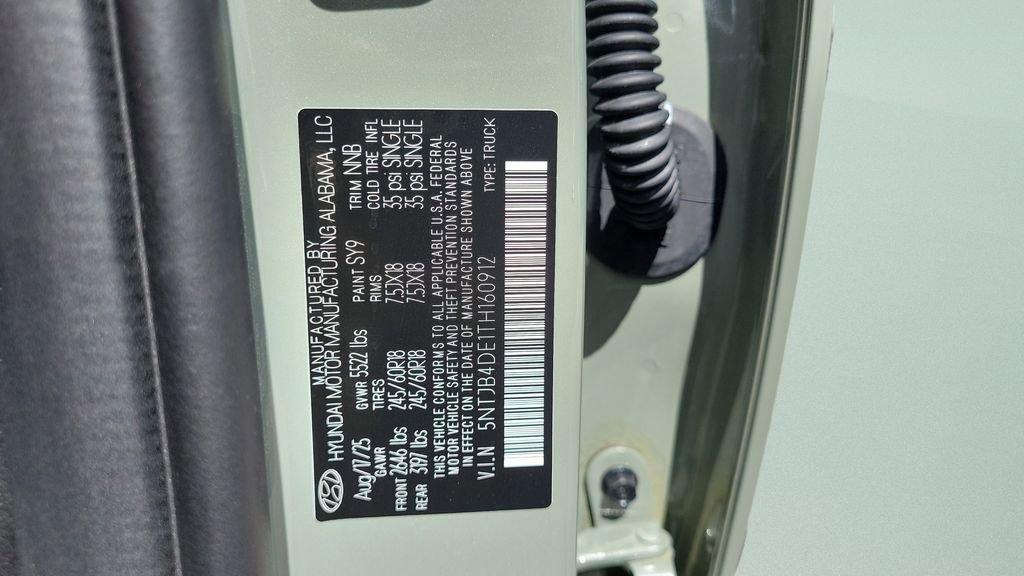 MANUFACTURED BY
HYUNDAI MOTOR MANUFACTURING ALABAMA, LLC
Aug/17/25 GVWR 5522 lbs PAINT SY9 TRIM NNB
GAWR TIRES RIMS COLD TIRE INFL
FRONT 2646 lbs 245/60R18 7.5JX18 35 psi SINGLE
REAR 3197 lbs 245/60R18 7.5JX18 35 psi SINGLE
THIS VEHICLE CONFORMS TO ALL APPLICABLE U.S.A. FEDERAL
MOTOR VEHICLE SAFETY AND THEFT PREVENTION STANDARDS
IN EFFECT ON THE DATE OF MANUFACTURE SHOWN ABOVE
V.I.N 5NTJB4DE1TH160912 TYPE: TRUCK